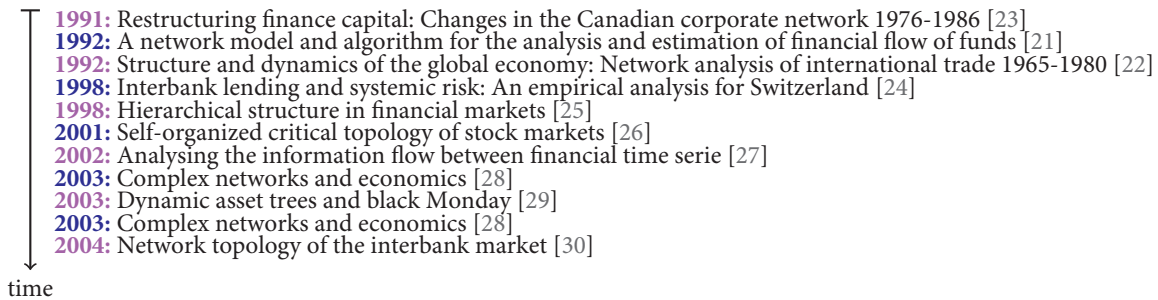 1991: Restructuring finance capital: Changes in the Canadian corporate network 1976-1986 [23]
1992: A network model and algorithm for the analysis and estimation of financial flow of funds [21]
1992: Structure and dynamics of the global economy: Network analysis of international trade 1965-1980 [22]
1998: Interbank lending and systemic risk: An empirical analysis for Switzerland [24]
1998: Hierarchical structure in financial markets [25]
2001: Self-organized critical topology of stock markets [26]
2002: Analysing the information flow between financial time serie [27]
2003: Complex networks and economics [28]
2003: Dynamic asset trees and black Monday [29]
2003: Complex networks and economics [28]
2004: Network topology of the interbank market [30]
time